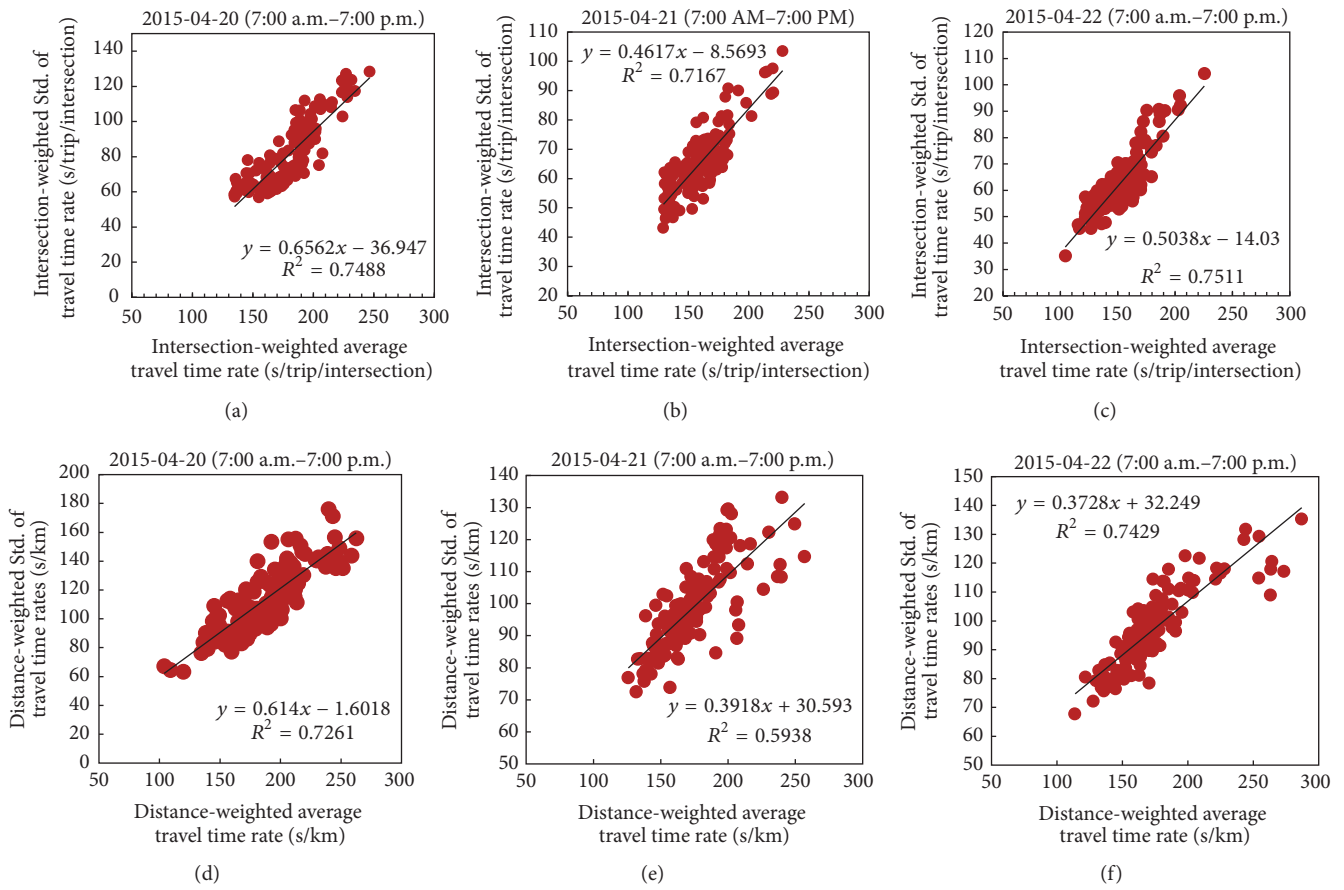 2015-04-20 (7:00 a.m.–7:00 p.m.)
Intersection-weighted Std. of
travel time rate (s/trip/intersection)
140
120
100
80
60
40
20
0
y = 0.6562x − 36.947
R² = 0.7488
50 100 150 200 250 300
Intersection-weighted average
travel time rate (s/trip/intersection)
(a)
2015-04-21 (7:00 AM–7:00 PM)
Intersection-weighted Std. of
travel time rate (s/trip/intersection)
110
100
90
80
70
60
50
40
30
20
y = 0.4617x − 8.5693
R² = 0.7167
50 100 150 200 250 300
Intersection-weighted average
travel time rate (s/trip/intersection)
(b)
2015-04-22 (7:00 a.m.–7:00 p.m.)
Intersection-weighted Std. of
travel time rate (s/trip/intersection)
120
110
100
90
80
70
60
50
40
30
20
y = 0.5038x − 14.03
R² = 0.7511
50 100 150 200 250 300
Intersection-weighted average
travel time rate (s/trip/intersection)
(c)
2015-04-20 (7:00 a.m.–7:00 p.m.)
Distance-weighted Std. of
travel time rates (s/km)
200
180
160
140
120
100
80
60
40
20
0
y = 0.614x − 1.6018
R² = 0.7261
50 100 150 200 250 300
Distance-weighted average
travel time rate (s/km)
(d)
2015-04-21 (7:00 a.m.–7:00 p.m.)
Distance-weighted Std. of
travel time rates (s/km)
140
130
120
110
100
90
80
70
60
50
y = 0.3918x + 30.593
R² = 0.5938
50 100 150 200 250 300
Distance-weighted average
travel time rate (s/km)
(e)
2015-04-22 (7:00 a.m.–7:00 p.m.)
Distance-weighted Std. of
travel time rates (s/km)
150
140
130
120
110
100
90
80
70
60
50
y = 0.3728x + 32.249
R² = 0.7429
50 100 150 200 250 300
Distance-weighted average
travel time rate (s/km)
(f)